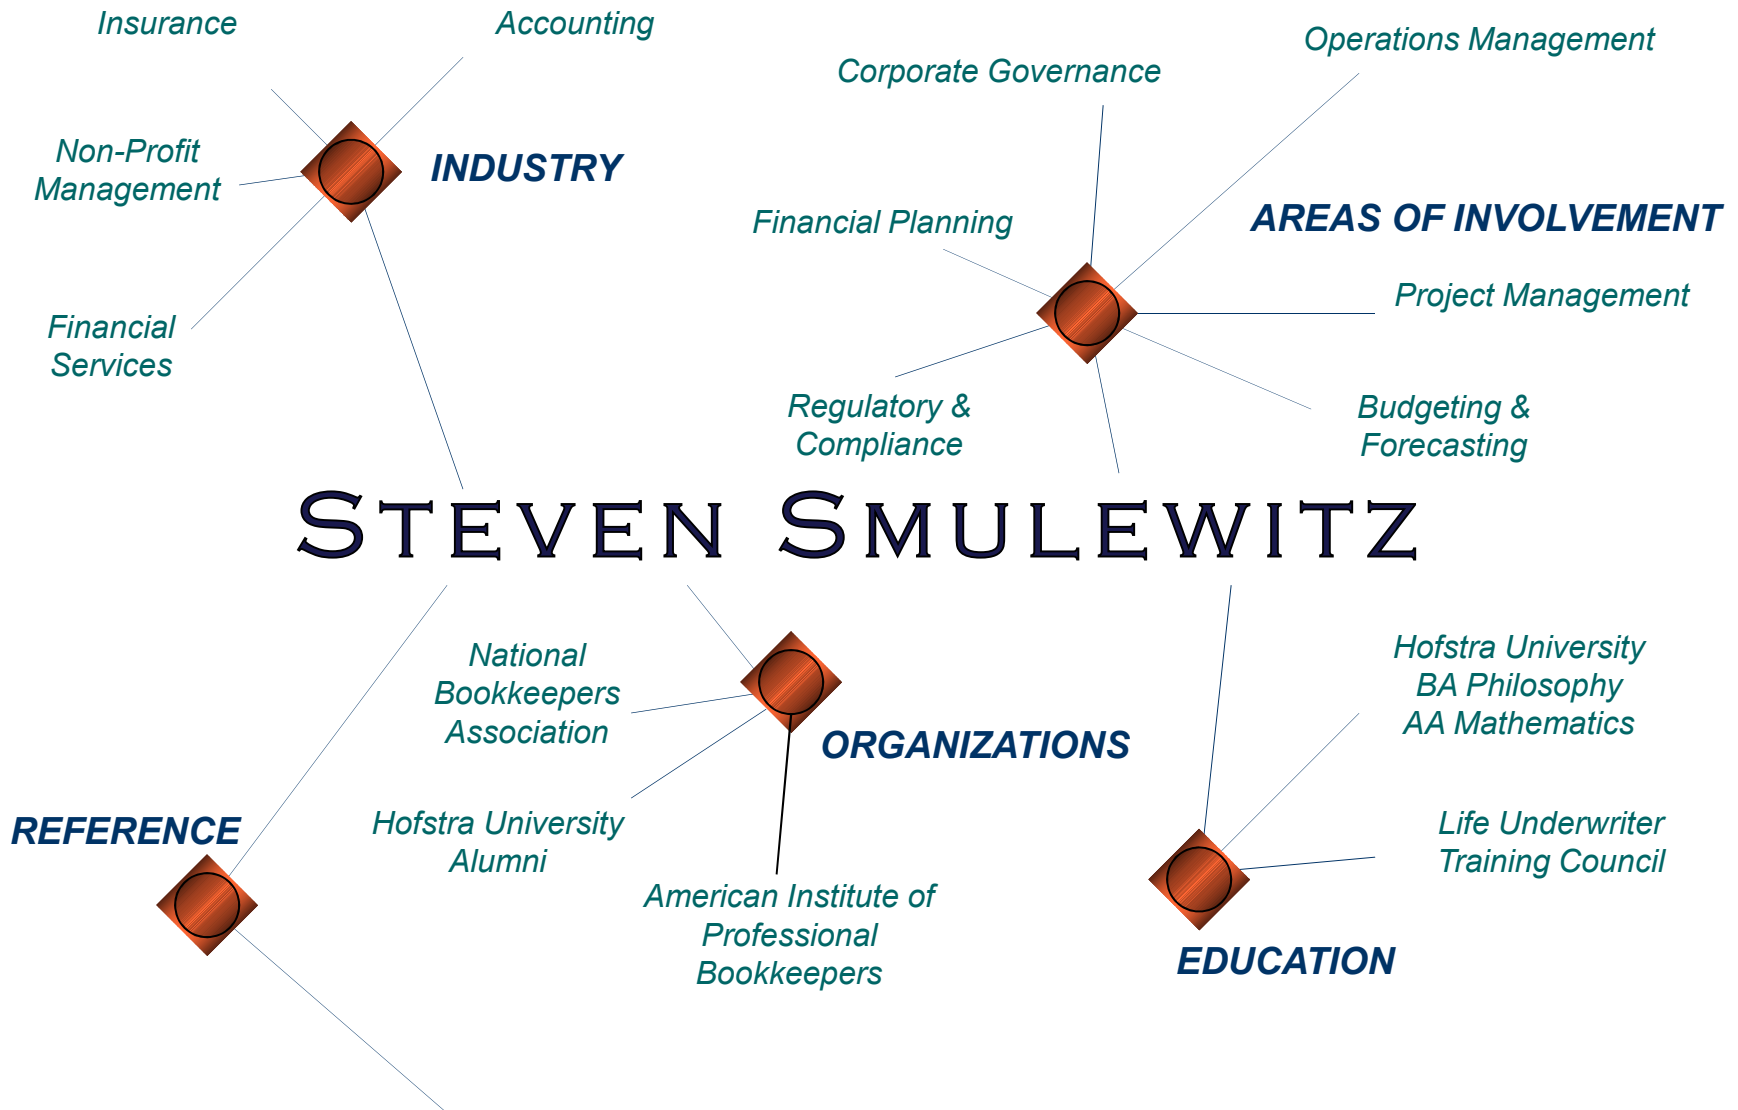 Insurance
Accounting
Non-Profit
Management
INDUSTRY
Financial
Services
Operations Management
Corporate Governance
Financial Planning
AREAS OF INVOLVEMENT
Project Management
Regulatory &
Compliance
Budgeting &
Forecasting
STEVEN SMULEWITZ
National
Bookkeepers
Association
ORGANIZATIONS
Hofstra University
Alumni
American Institute of
Professional
Bookkeepers
Hofstra University
BA Philosophy
AA Mathematics
Life Underwriter
Training Council
EDUCATION
REFERENCE